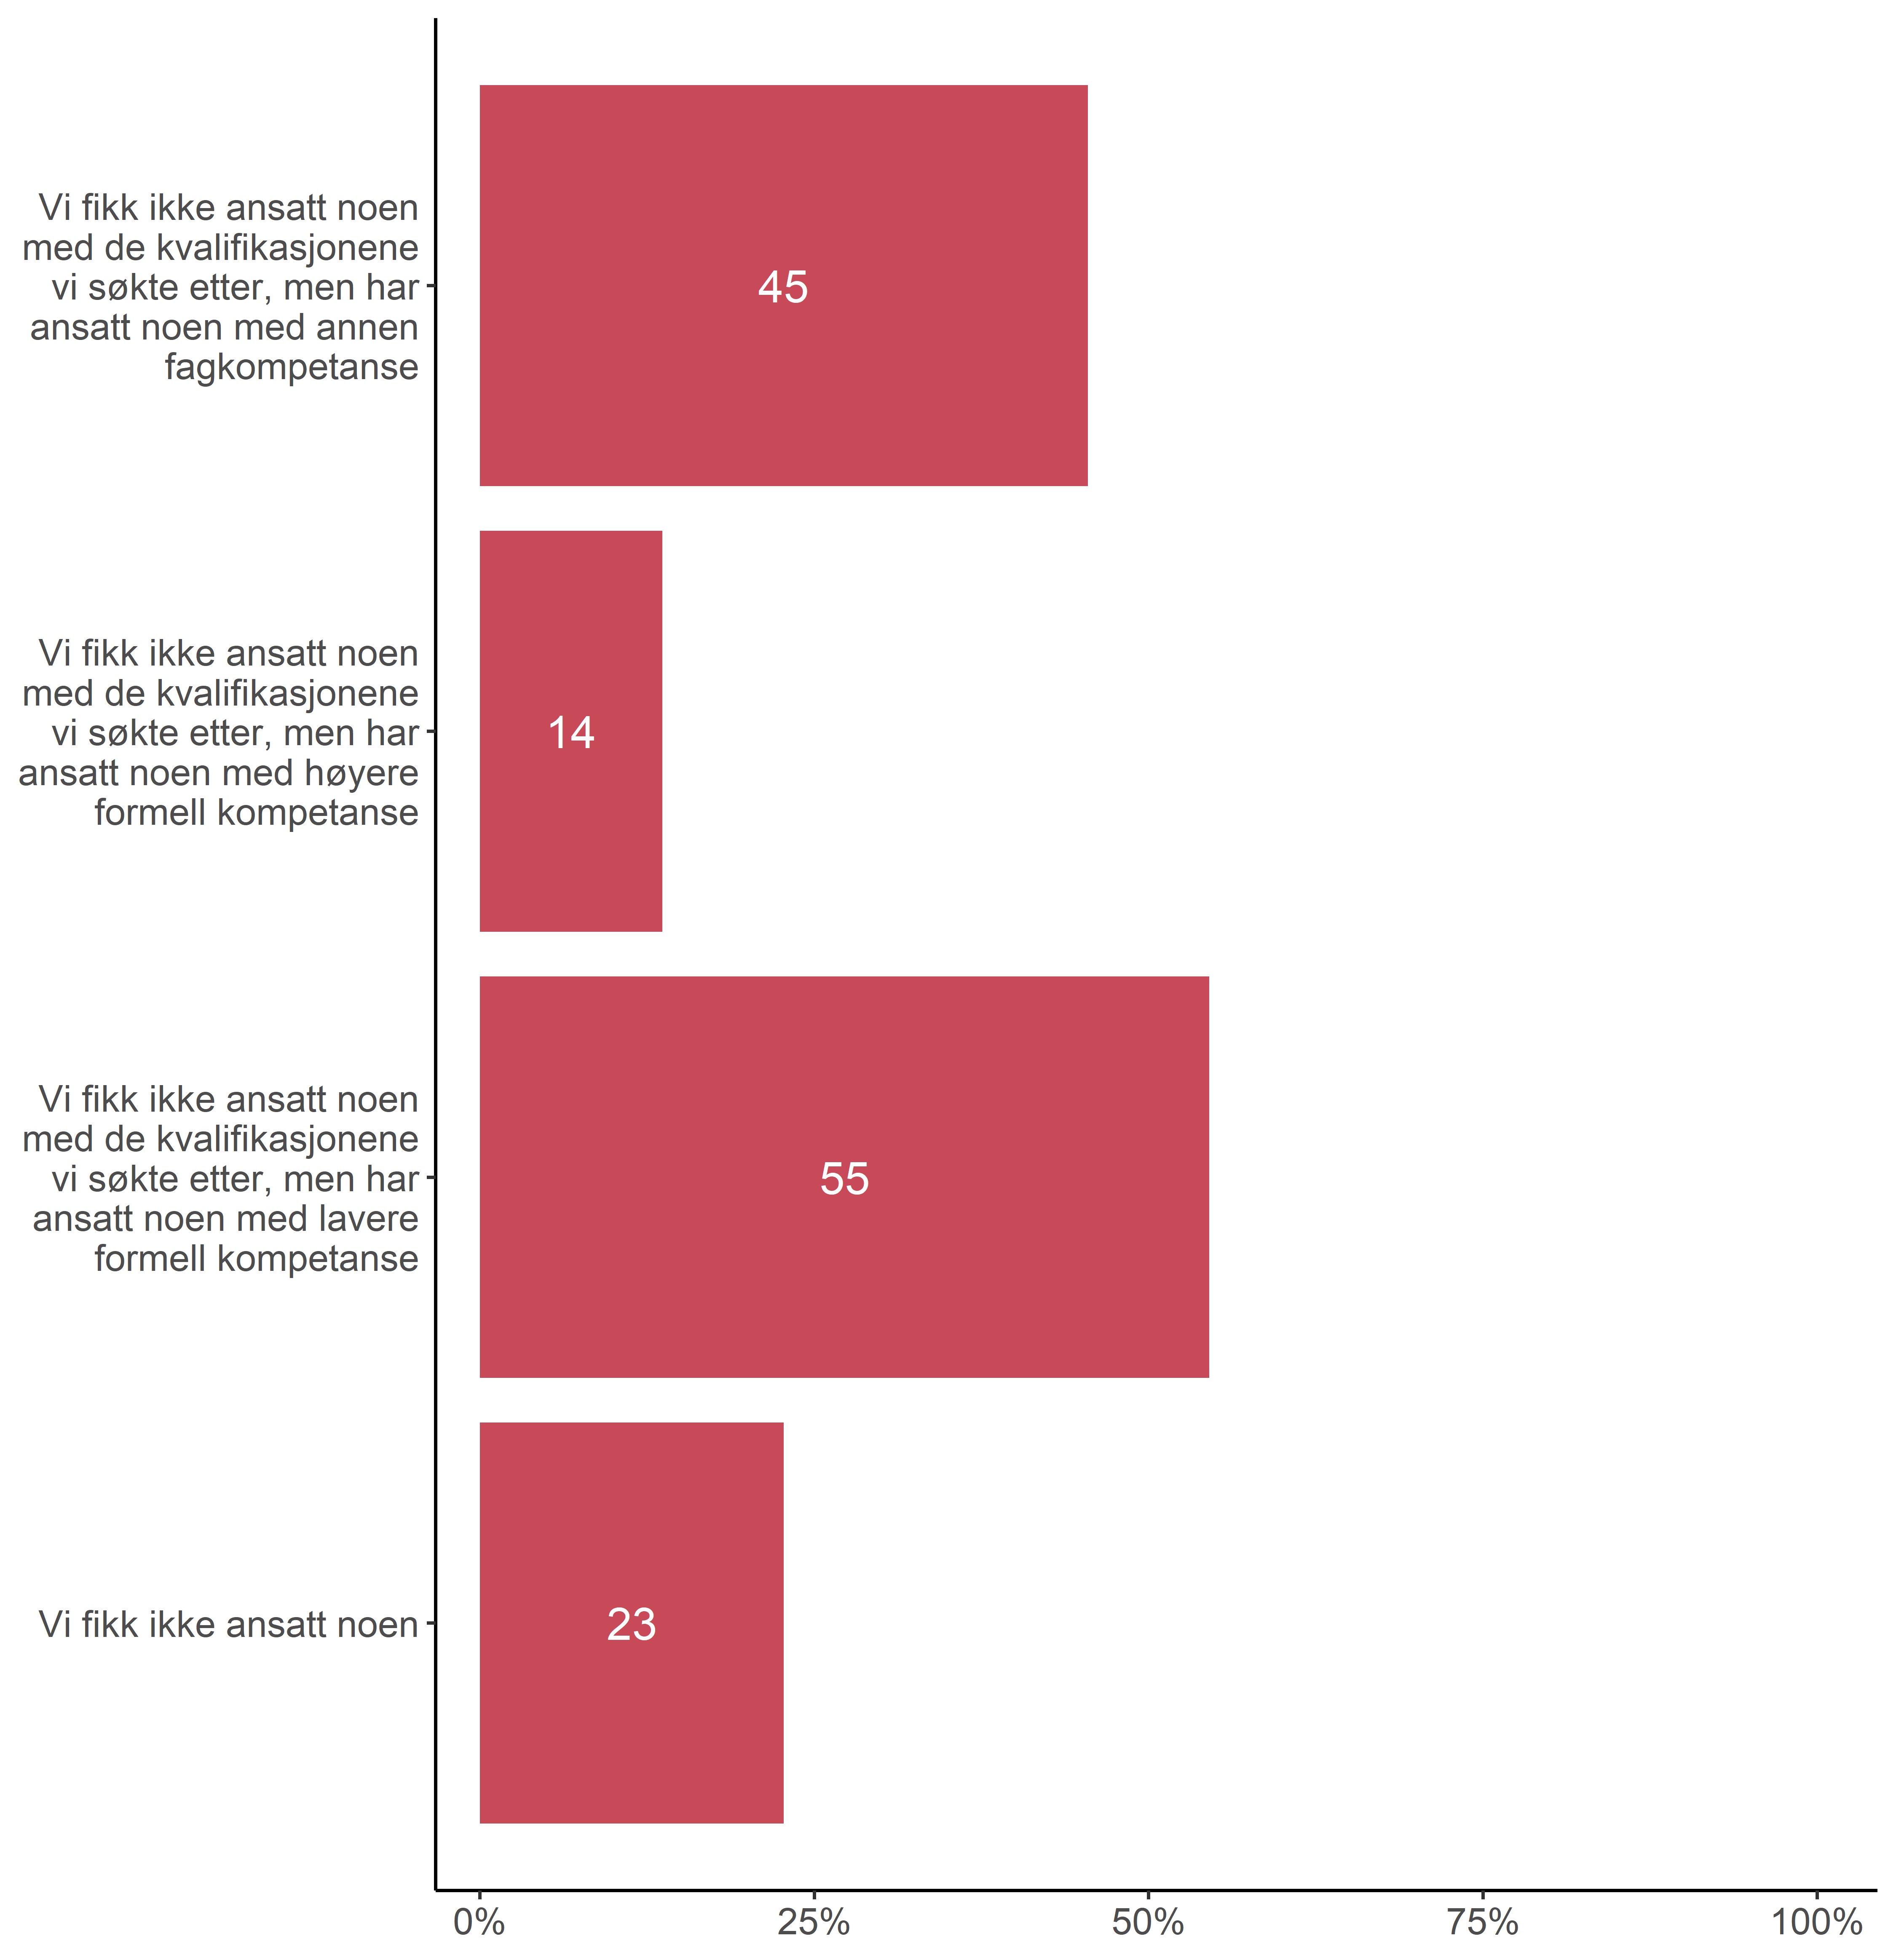 Vi fikk ikke ansatt noen
med de kvalifikasjonene
vi søkte etter, men har
ansatt noen med annen
fagkompetanse
45
Vi fikk ikke ansatt noen
med de kvalifikasjonene
vi søkte etter, men har
ansatt noen med høyere
formell kompetanse
14
Vi fikk ikke ansatt noen
med de kvalifikasjonene
vi søkte etter, men har
ansatt noen med lavere
formell kompetanse
55
Vi fikk ikke ansatt noen
23
0% 25% 50% 75% 100%